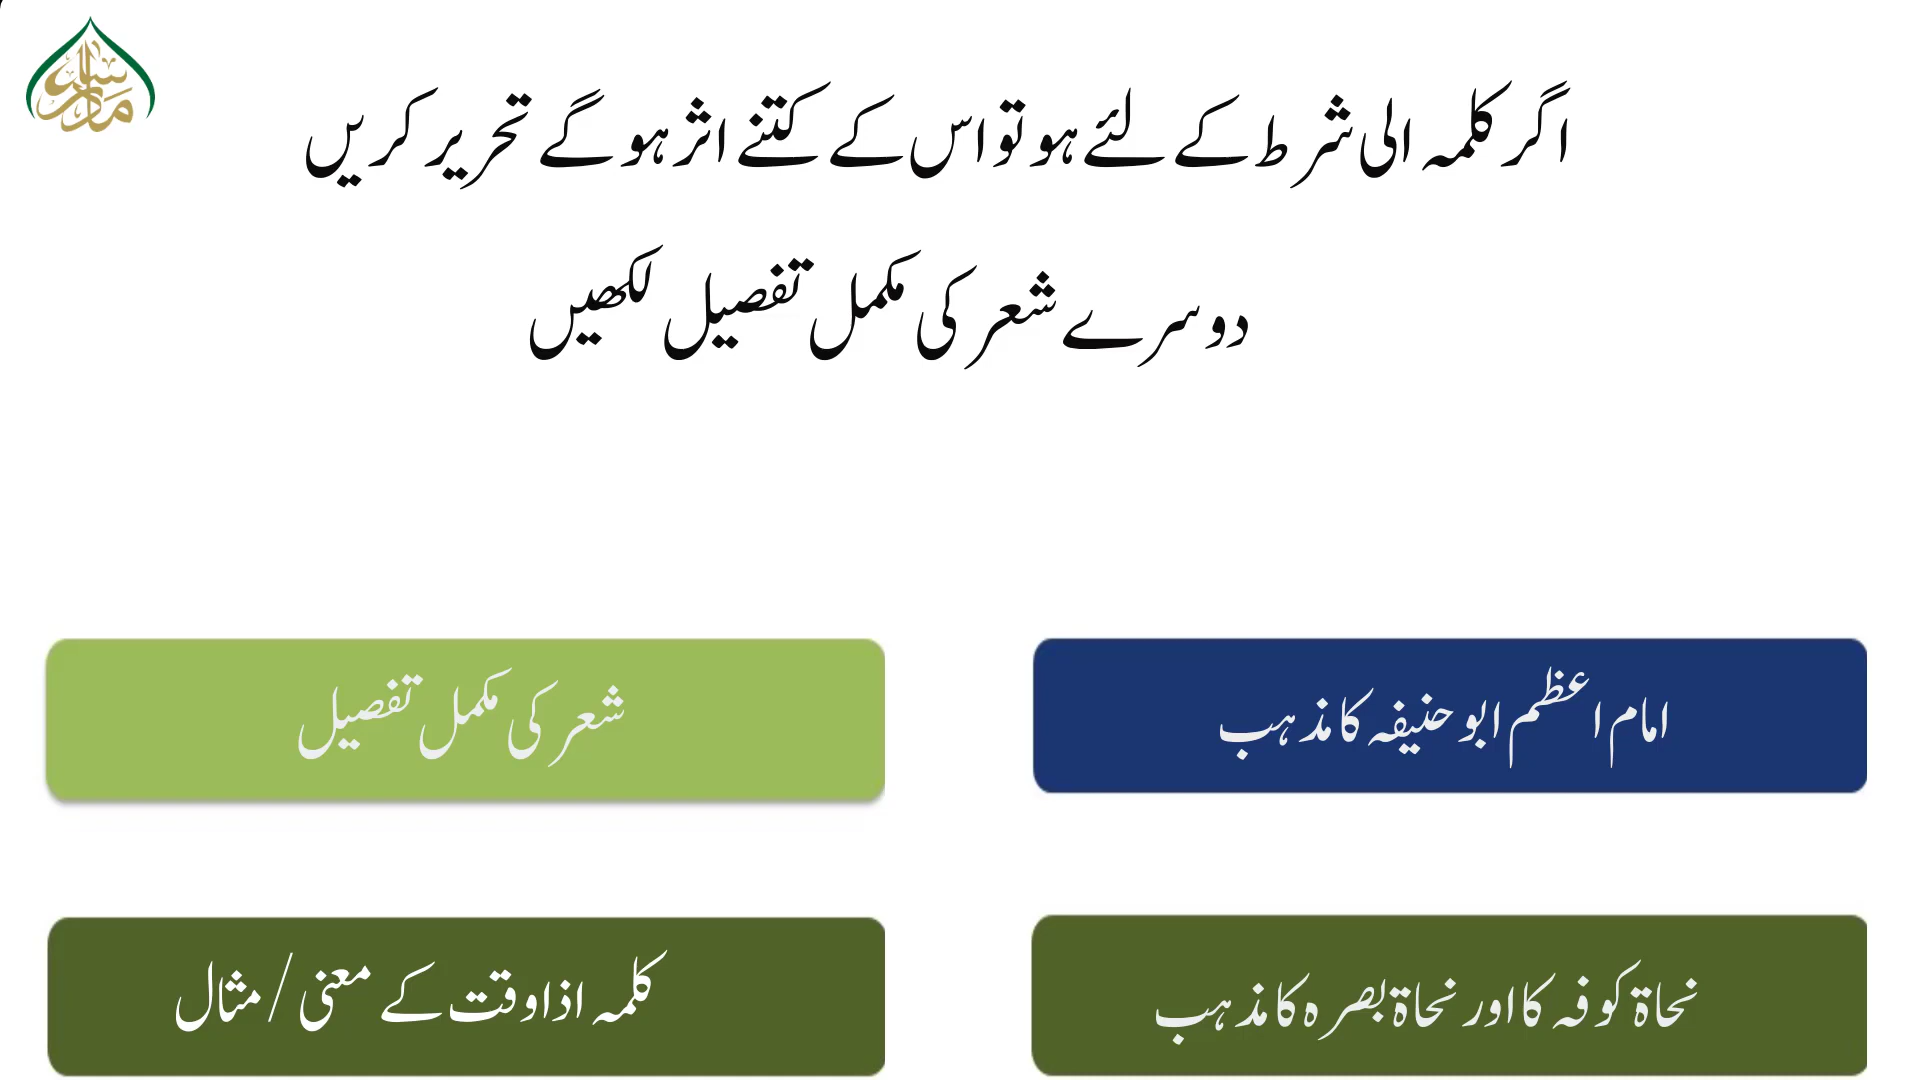 مدارسنا
اگر کلمہ الی شرط کے لئے ہو تو اس کے کتنے اثر ہو گے تحریر کریں
دوسرے شعر کی مکمل تفصیل لکھیں
امام اعظم ابو حنیفہ کا مذہب
شعر کی مکمل تفصیل
نحاۃ کوفہ کا اور نحاۃ بصرہ کا مذہب
کلمہ اذا وقت کے معنی / مثال